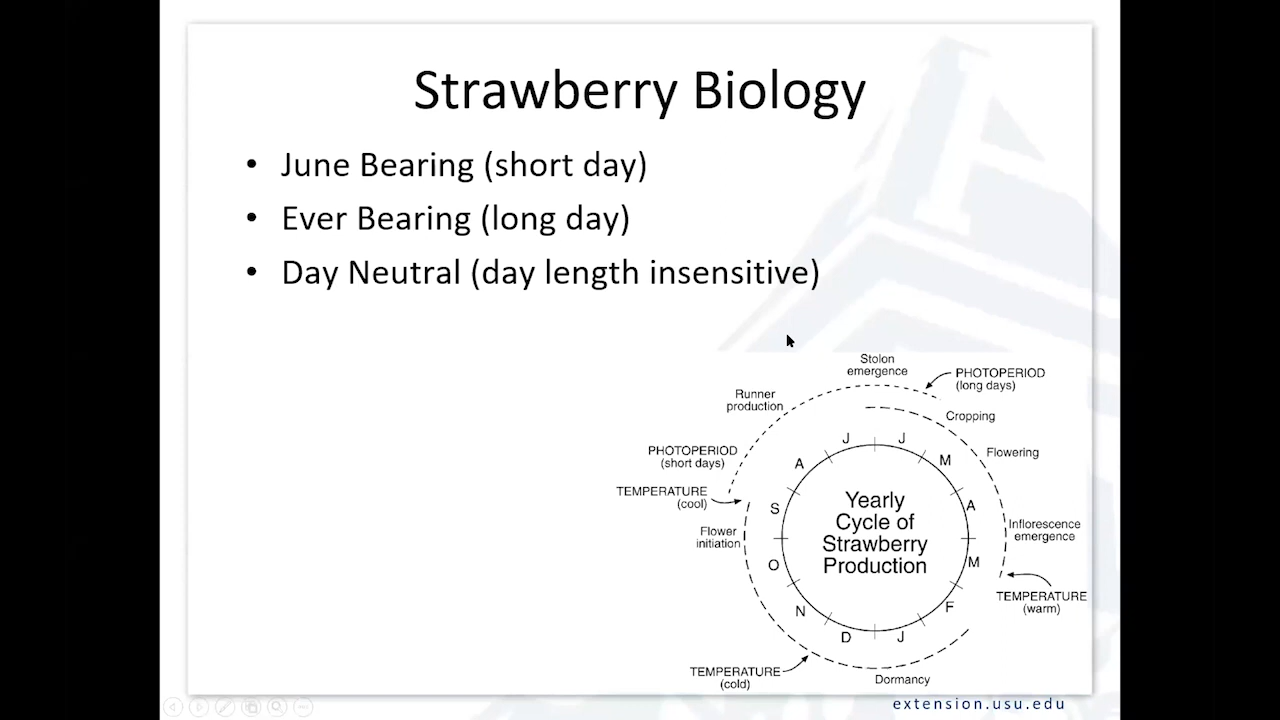 Strawberry Biology
• June Bearing (short day)
• Ever Bearing (long day)
• Day Neutral (day length insensitive)
Stolon
emergence
PHOTOPERIOD
(long days)
Runner
production
Cropping
Flowering
PHOTOPERIOD
(short days)
TEMPERATURE
(cool)
Flower
initiation
Inflorescence
emergence
TEMPERATURE
(warm)
J
J
M
A
M
F
J
D
N
O
S
A
Yearly
Cycle of
Strawberry
Production
TEMPERATURE
(cold)
Dormancy
extension.usu.edu